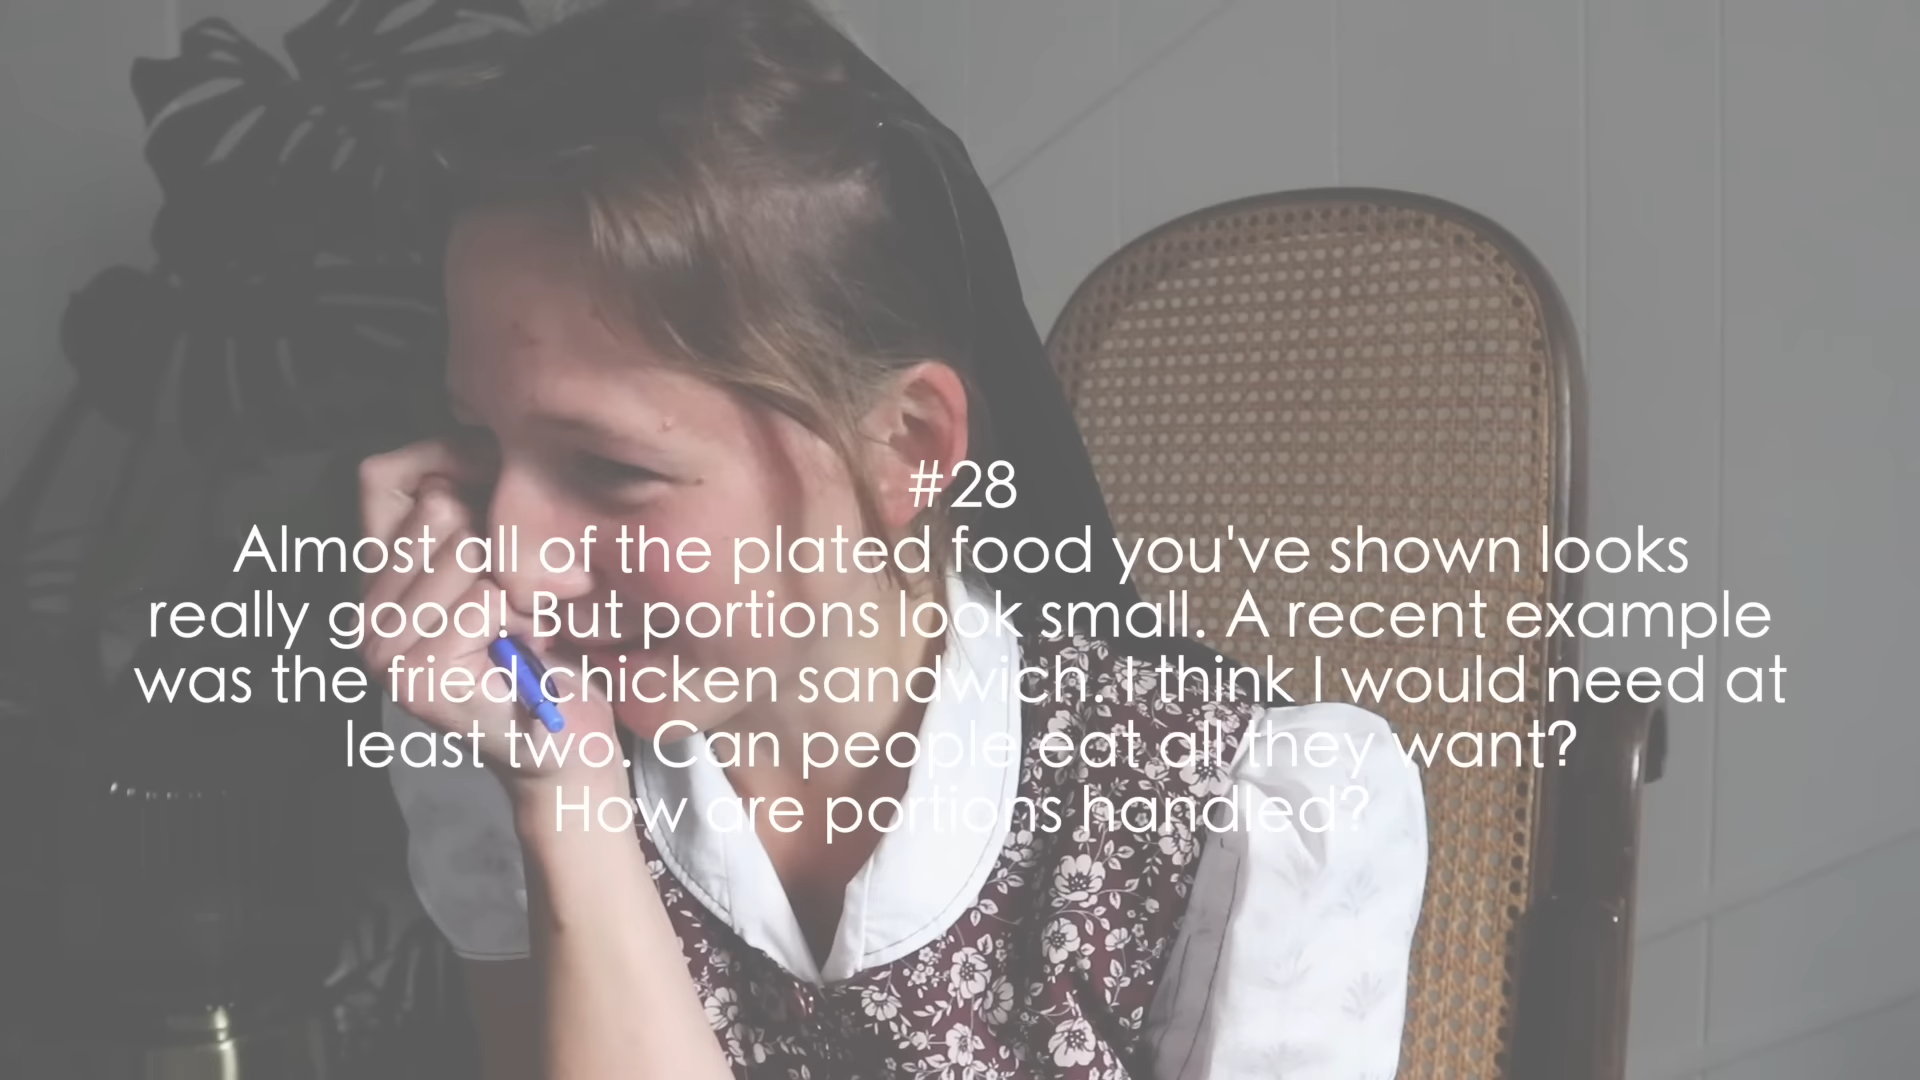 #28
Almost all of the plated food you've shown looks
really good! But portions look small. A recent example
was the fried chicken sandwich. I think I would need at
least two. Can people eat all they want?
How are portions handled?